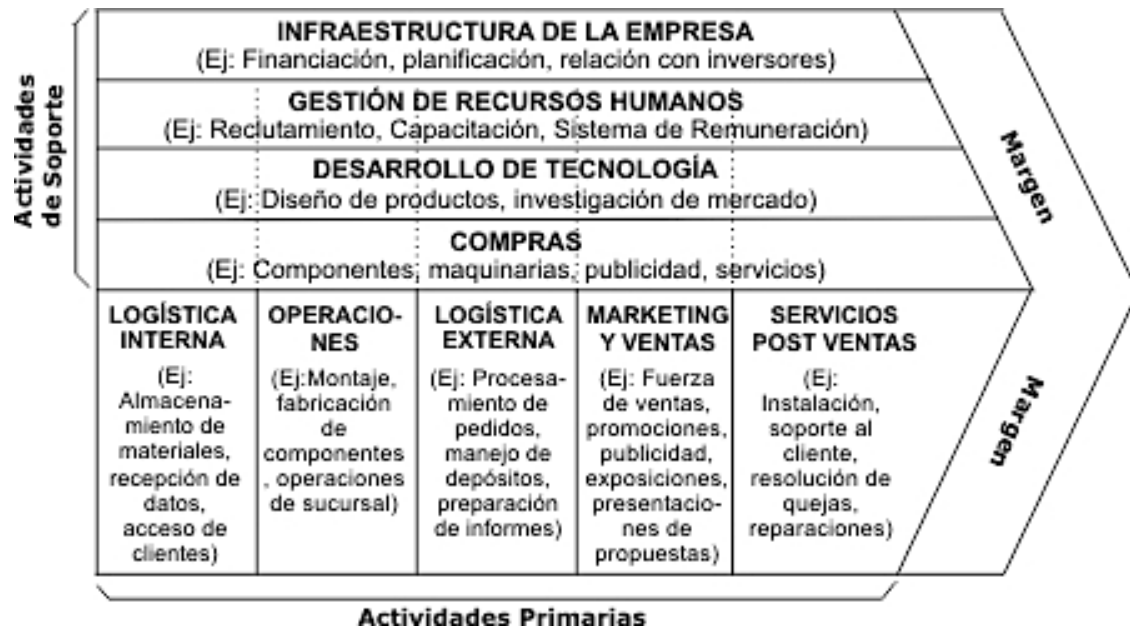 Actividades
de Soporte
INFRAESTRUCTURA DE LA EMPRESA
(Ej: Financiación, planificación, relación con inversores)
GESTIÓN DE RECURSOS HUMANOS
(Ej: Reclutamiento, Capacitación, Sistema de Remuneración)
DESARROLLO DE TECNOLOGÍA
(Ej: Diseño de productos, investigación de mercado)
COMPRAS
(Ej: Componentes, maquinarias, publicidad, servicios)
LOGÍSTICA
INTERNA
(Ej:
Almacena-
miento de
materiales,
recepción de
datos,
acceso de
clientes)
OPERACIO-
NES
(Ej:Montaje,
fabricación
de
componentes
, operaciones
de sucursal)
LOGÍSTICA
EXTERNA
(Ej: Procesa-
miento de
pedidos,
manejo de
depósitos,
preparación
de informes)
MARKETING
Y VENTAS
(Ej: Fuerza
de ventas,
promociones,
publicidad,
exposiciones,
presentacio-
nes de
propuestas)
SERVICIOS
POST VENTAS
(Ej:
Instalación,
soporte al
cliente,
resolución de
quejas,
reparaciones)
Margen
Margen
Actividades Primarias